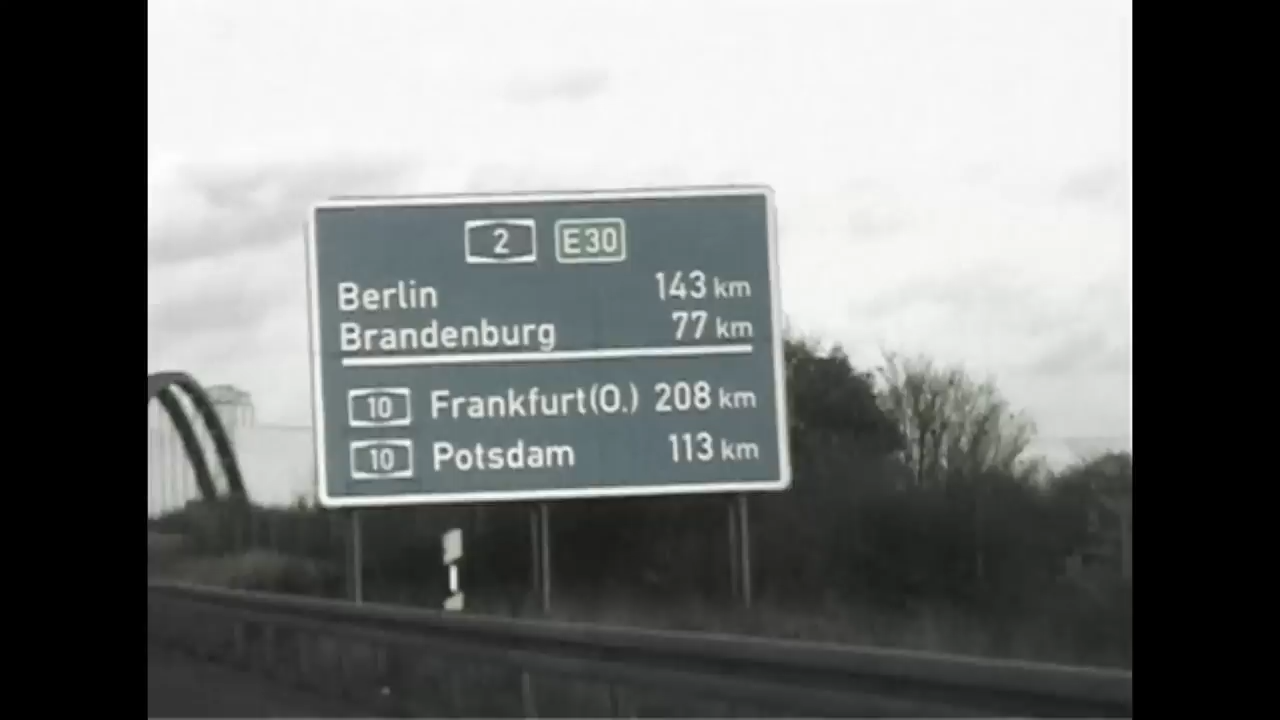 2 E30
Berlin 143 km
Brandenburg 77 km
10 Frankfurt(O.) 208 km
10 Potsdam 113 km